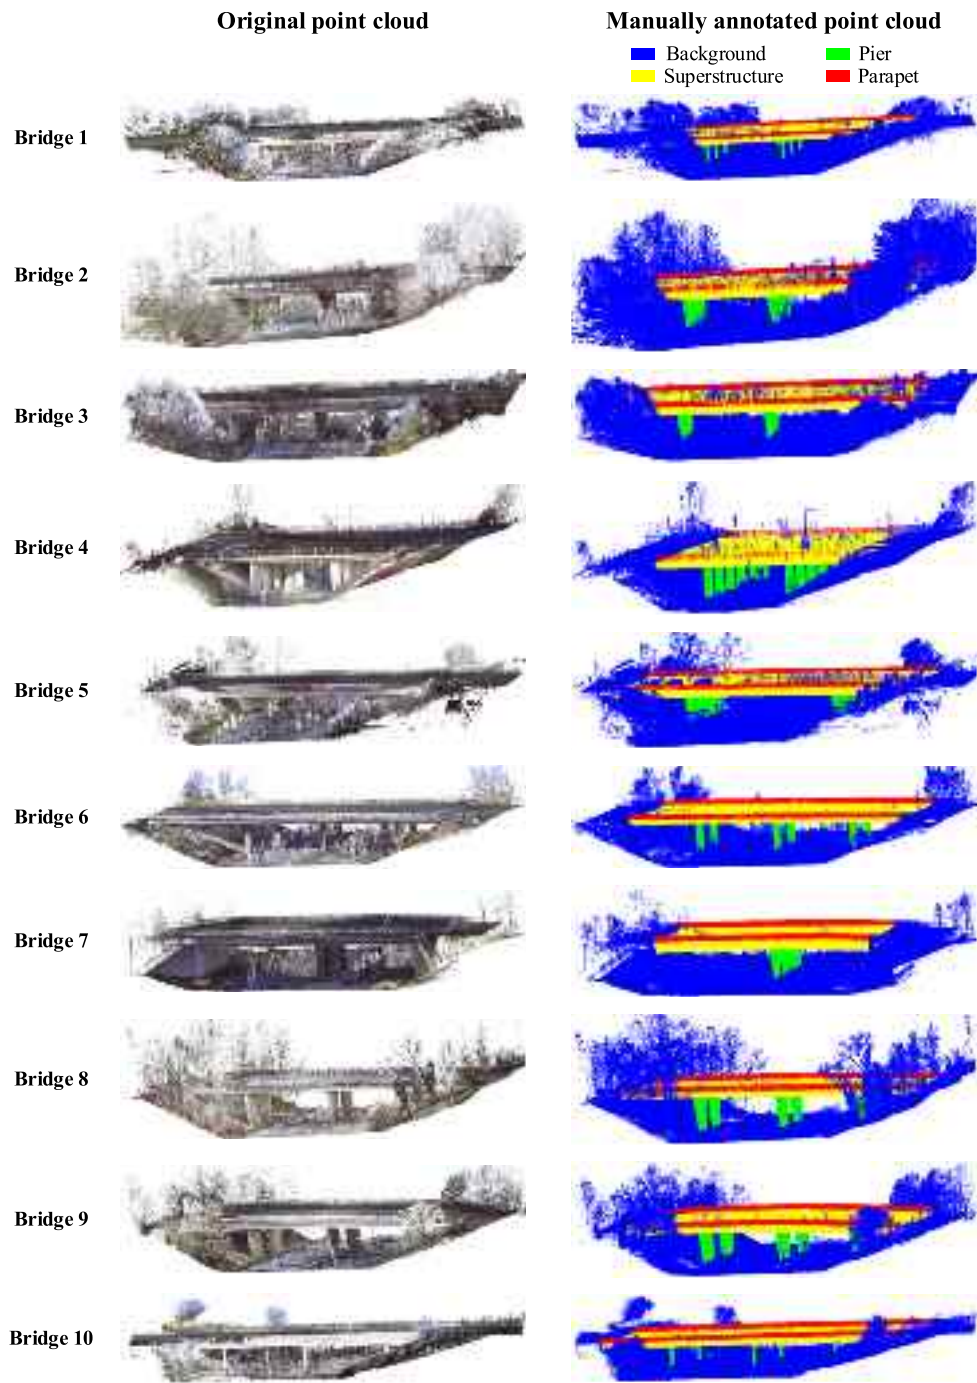 Original point cloud
Manually annotated point cloud
Background
Pier
Superstructure
Parapet
Bridge 1
Bridge 2
Bridge 3
Bridge 4
Bridge 5
Bridge 6
Bridge 7
Bridge 8
Bridge 9
Bridge 10